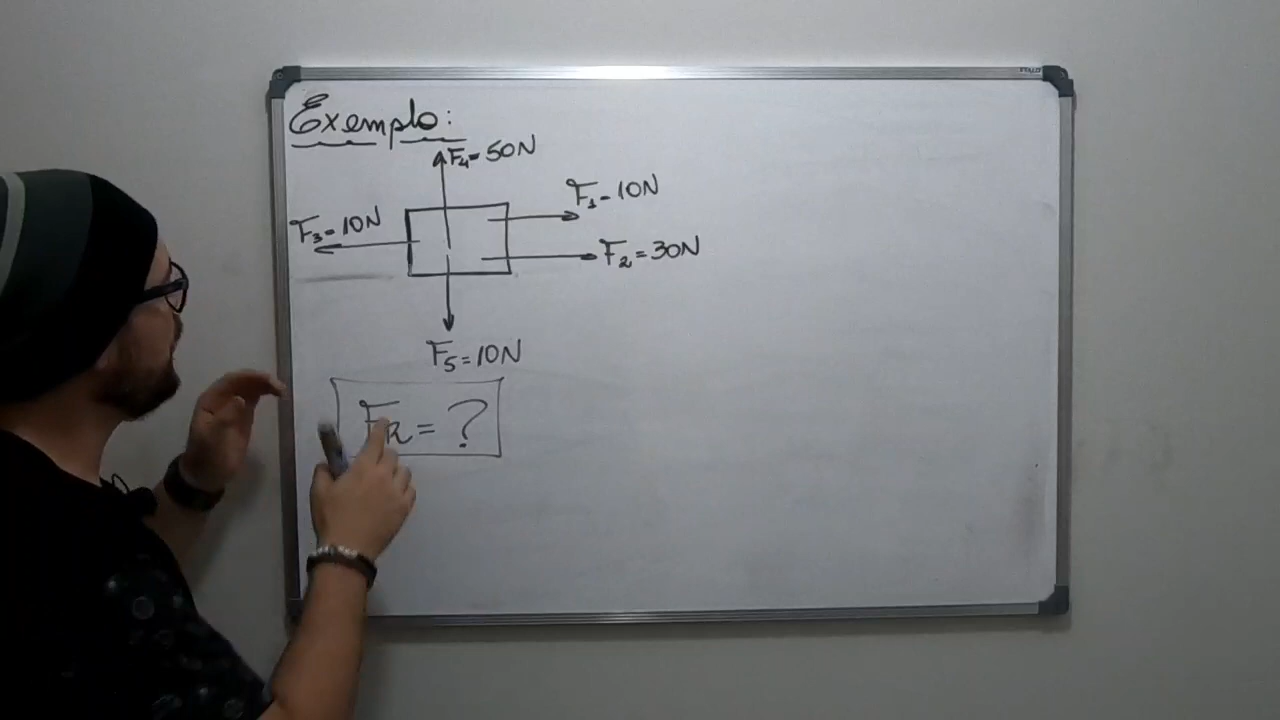 Exemplo:
F₄=50N
F₁=10N
F₃=10N
F₂=30N
F₅=10N
FR=?